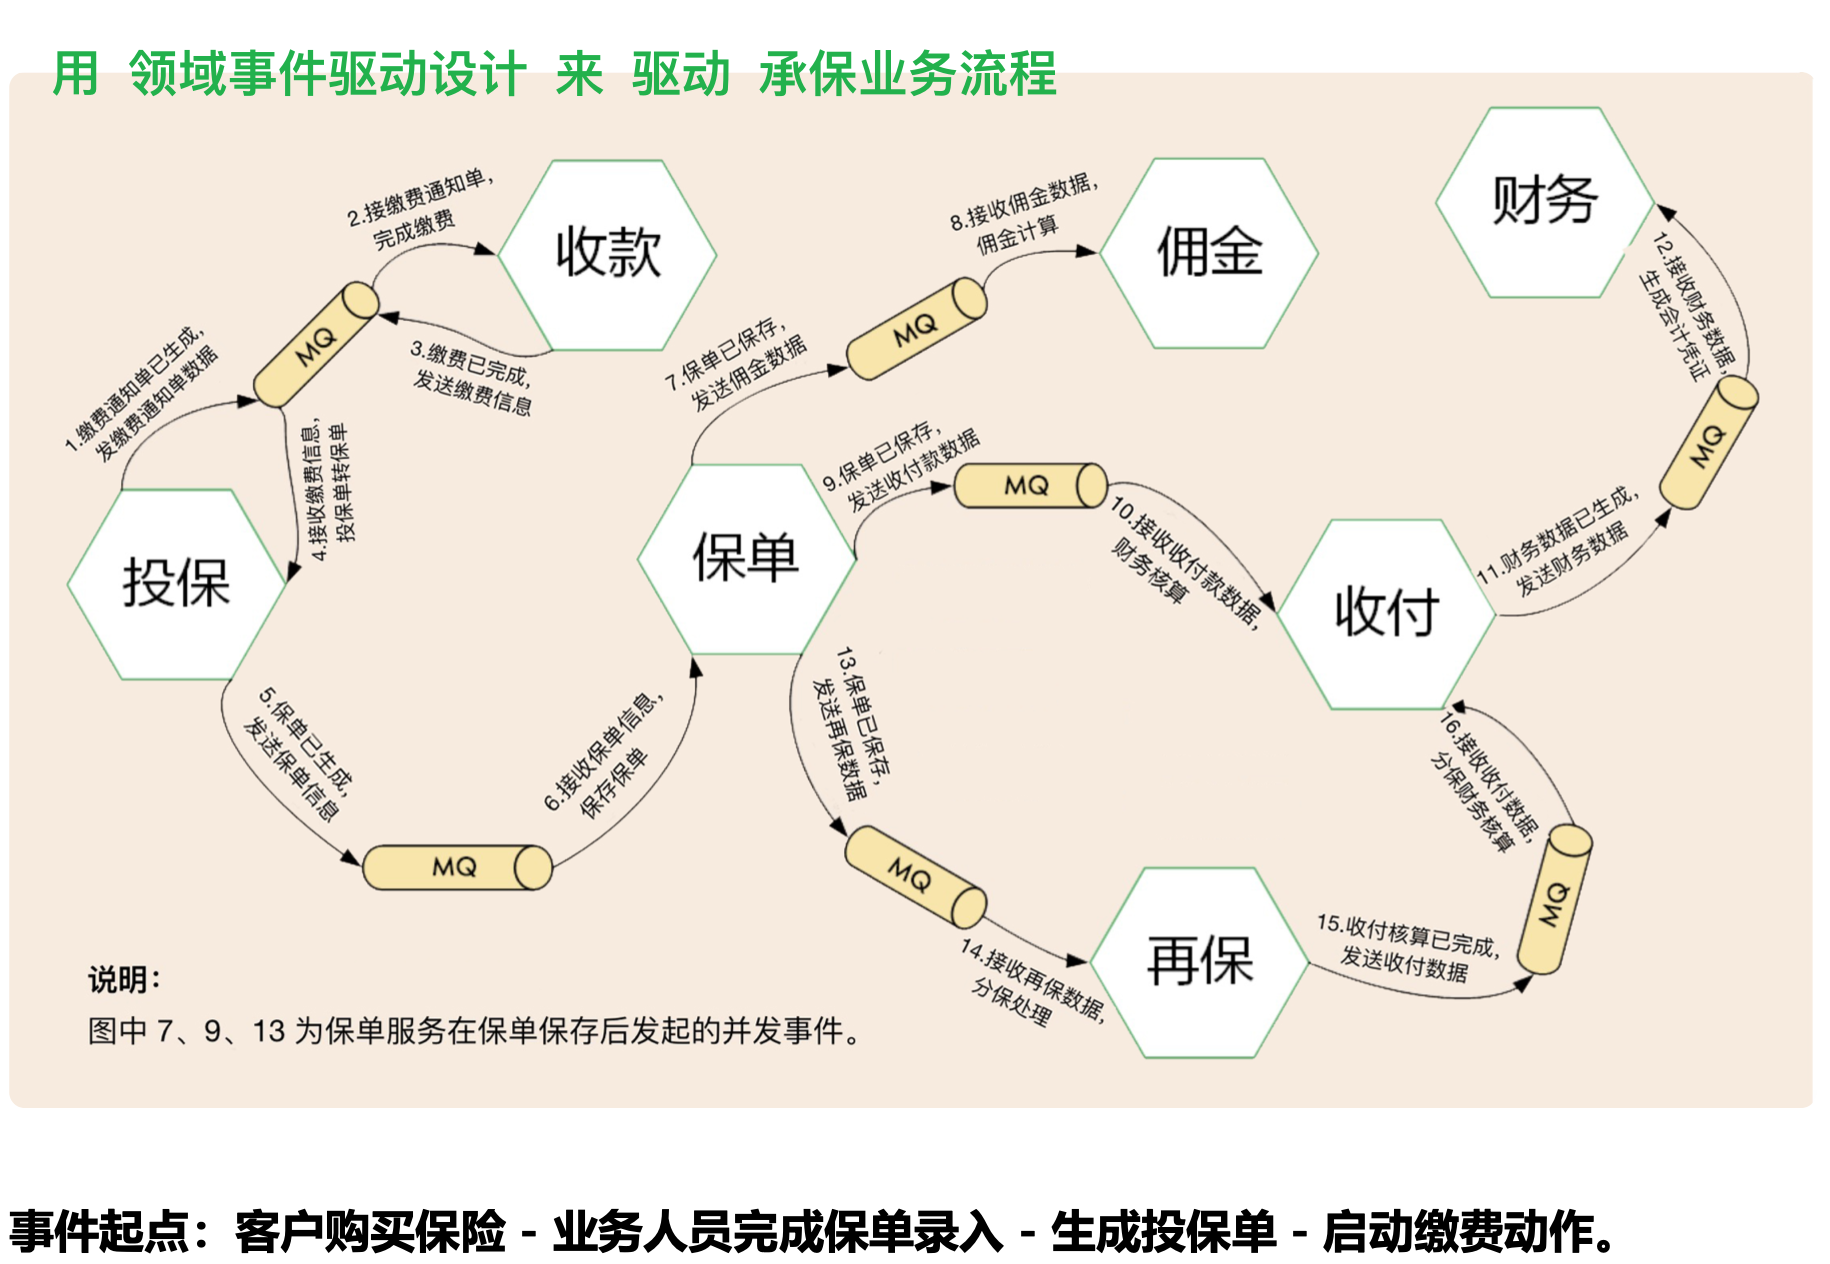 用 领域事件驱动设计 来 驱动 承保业务流程
财务
2.接缴费通知单,
完成缴费
收款
8.接收佣金数据,
佣金计算
佣金
12.接收财务数据,
生成会计凭证
MQ
3.缴费已完成,
发送缴费信息
1.缴费通知单已生成,
发缴费通知单数据
7.保单已保存,
发送佣金数据
MQ
MQ
4.接收缴费信息,
投保单转保单
9.保单已保存,
发送收付款数据
MQ
10.接收收付款数据,
财务核算
11.财务数据已生成,
发送财务数据
投保
保单
收付
5.保单已生成,
发送保单信息
6.接收保单信息,
保存保单
13.保单已保存,
发送再保数据
16.接收收付数据,
分保财务核算
MQ
MQ
MQ
14.接收再保数据,
分保处理
再保
15.收付核算已完成,
发送收付数据
说明：
图中 7、9、13 为保单服务在保单保存后发起的并发事件。
事件起点：客户购买保险 - 业务人员完成保单录入 - 生成投保单 - 启动缴费动作。